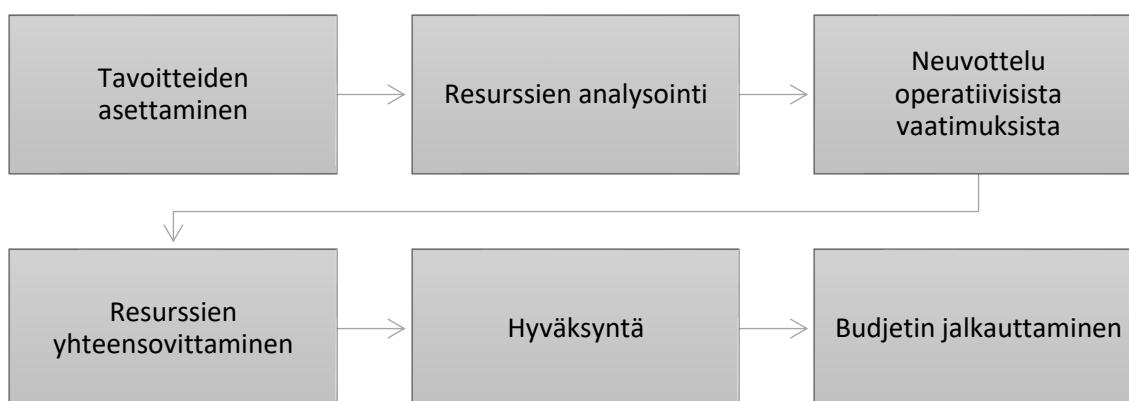 Tavoitteiden
asettaminen
Resurssien analysointi
Neuvottelu
operatiivisista
vaatimuksista
Resurssien
yhteensovittaminen
Hyväksyntä
Budjetin jalkauttaminen